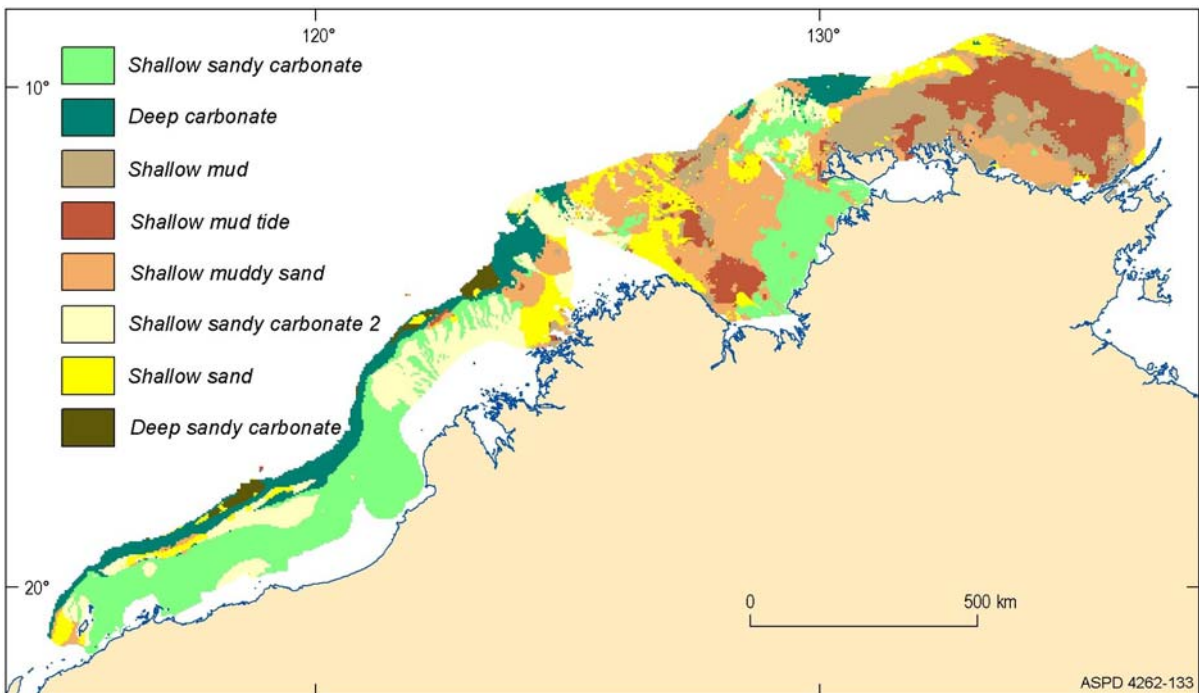 120°
130°
10°
Shallow sandy carbonate
Deep carbonate
Shallow mud
Shallow mud tide
Shallow muddy sand
Shallow sandy carbonate 2
Shallow sand
Deep sandy carbonate
20°
0
500 km
ASPD 4262-133